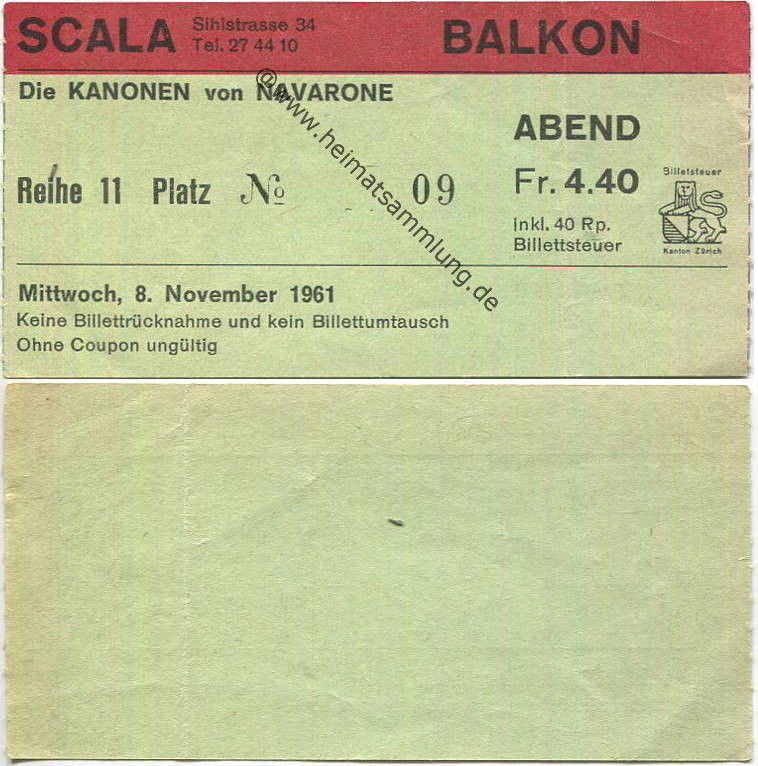 SCALA Sihlstrasse 34 BALKON
Tel. 27 44 10
Die KANONEN von NAVARONE
ABEND
Reihe 11 Platz № 09
Fr. 4.40
inkl. 40 Rp.
Billettsteuer
Billetsteuer
Kanton Zürich
Mittwoch, 8. November 1961
Keine Billettrücknahme und kein Billettumtausch
Ohne Coupon ungültig
@www.heimatsammlung.de